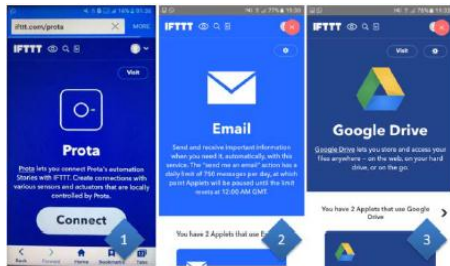 ifttt.com/prota
MORE
IFTTT
Visit
Prota
Prota lets you connect Prota's automation
Stories with IFTTT. Create connections with
various sensors and actuators that are locally
controlled by Prota.
Connect
Back
Forward
Home
Bookmarks
Tabs
1
IFTTT
Email
Send and receive important information
when you need it, automatically, with this
service. The "send me an email" action has a
daily limit of 750 messages per day, at which
point Applets will be paused until the limit
resets at 12:00 AM GMT.
You have 2 Applets that use
2
IFTTT
Visit
Google Drive
Google Drive lets you store and access your
files anywhere – on the web, on your hard
drive, or on the go.
You have 2 Applets that use Google
Drive
3